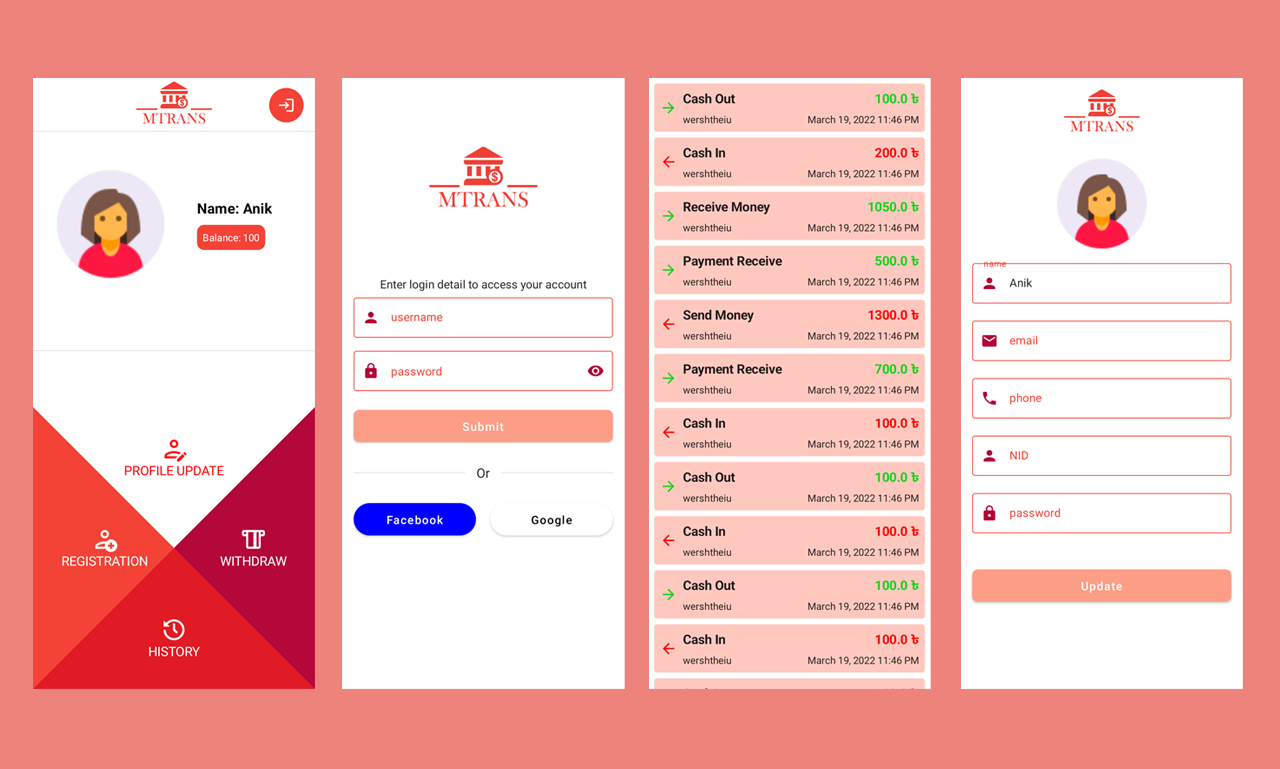 MTRANS
Name: Anik
Balance: 100
PROFILE UPDATE
REGISTRATION
WITHDRAW
HISTORY
MTRANS
Enter login detail to access your account
username
password
Submit
Or
Facebook
Google
Cash Out 100.0 ৳
wershtheiu March 19, 2022 11:46 PM
Cash In 200.0 ৳
wershtheiu March 19, 2022 11:46 PM
Receive Money 1050.0 ৳
wershtheiu March 19, 2022 11:46 PM
Payment Receive 500.0 ৳
wershtheiu March 19, 2022 11:46 PM
Send Money 1300.0 ৳
wershtheiu March 19, 2022 11:46 PM
Payment Receive 700.0 ৳
wershtheiu March 19, 2022 11:46 PM
Cash In 100.0 ৳
wershtheiu March 19, 2022 11:46 PM
Cash Out 100.0 ৳
wershtheiu March 19, 2022 11:46 PM
Cash In 100.0 ৳
wershtheiu March 19, 2022 11:46 PM
Cash Out 100.0 ৳
wershtheiu March 19, 2022 11:46 PM
Cash In 100.0 ৳
wershtheiu March 19, 2022 11:46 PM
MTRANS
name
Anik
email
phone
NID
password
Update